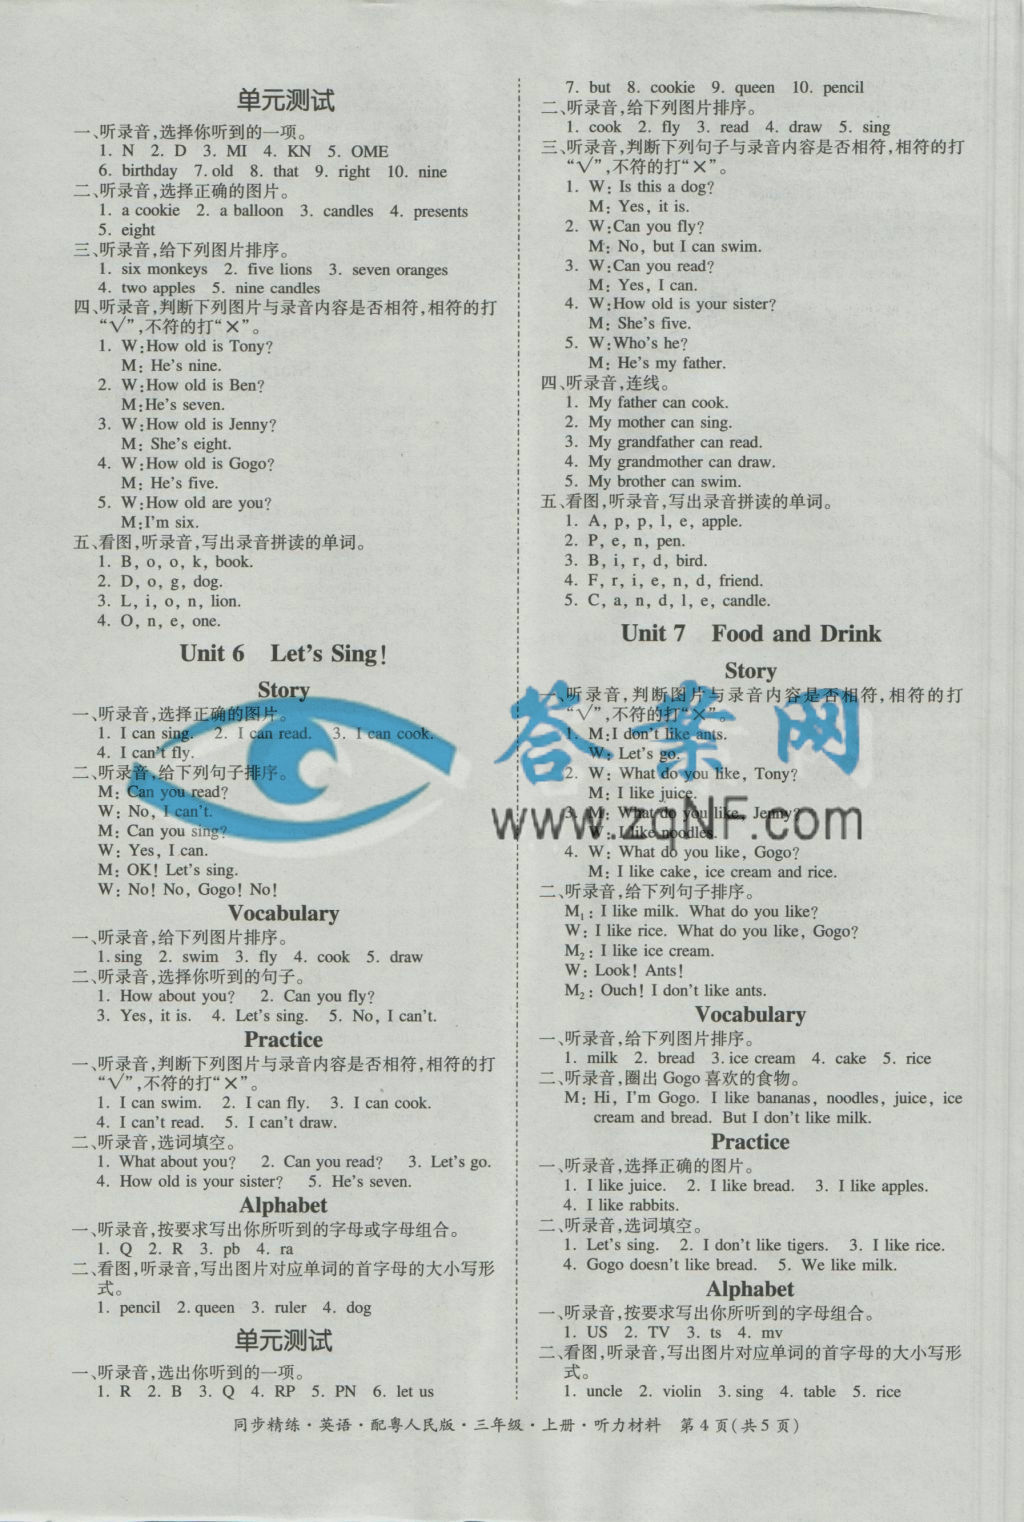 单元测试
一、听录音,选择你听到的一项。
1. N 2. D 3. MI 4. KN 5. OME
6. birthday 7. old 8. that 9. right 10. nine
二、听录音,选择正确的图片。
1. a cookie 2. a balloon 3. candles 4. presents
5. eight
三、听录音,给下列图片排序。
1. six monkeys 2. five lions 3. seven oranges
4. two apples 5. nine candles
四、听录音,判断下列图片与录音内容是否相符,相符的打
“√”,不符的打“×”。
1. W:How old is Tony?
M: He's nine.
2. W:How old is Ben?
M:He's seven.
3. W:How old is Jenny?
M: She's eight.
4. W:How old is Gogo?
M: He's five.
5. W:How old are you?
M:I'm six.
五、看图,听录音,写出录音拼读的单词。
1. B, o, o, k, book.
2. D, o, g, dog.
3. L, i, o, n, lion.
4. O, n, e, one.
Unit 6 Let's Sing!
Story
一、听录音,选择正确的图片。
1. I can sing. 2. I can read. 3. I can cook.
4. I can't fly.
二、听录音,给下列句子排序。
M: Can you read?
W: No, I can't.
M: Can you sing?
W: Yes, I can.
M: OK! Let's sing.
W: No! No, Gogo! No!
Vocabulary
一、听录音,给下列图片排序。
1. sing 2. swim 3. fly 4. cook 5. draw
二、听录音,选择你听到的句子。
1. How about you? 2. Can you fly?
3. Yes, it is. 4. Let's sing. 5. No, I can't.
Practice
一、听录音,判断下列图片与录音内容是否相符,相符的打
“√”,不符的打“×”。
1. I can swim. 2. I can fly. 3. I can cook.
4. I can't read. 5. I can't draw.
二、听录音,选词填空。
1. What about you? 2. Can you read? 3. Let's go.
4. How old is your sister? 5. He's seven.
Alphabet
一、听录音,按要求写出你所听到的字母或字母组合。
1. Q 2. R 3. pb 4. ra
二、看图,听录音,写出图片对应单词的首字母的大小写形
式。
1. pencil 2. queen 3. ruler 4. dog
单元测试
一、听录音,选出你听到的一项。
1. R 2. B 3. Q 4. RP 5. PN 6. let us
7. but 8. cookie 9. queen 10. pencil
二、听录音,给下列图片排序。
1. cook 2. fly 3. read 4. draw 5. sing
三、听录音,判断下列句子与录音内容是否相符,相符的打
“√”,不符的打“×”。
1. W: Is this a dog?
M: Yes, it is.
2. W:Can you fly?
M: No, but I can swim.
3. W:Can you read?
M: Yes, I can.
4. W:How old is your sister?
M: She's five.
5. W:Who's he?
M: He's my father.
四、听录音,连线。
1. My father can cook.
2. My mother can sing.
3. My grandfather can read.
4. My grandmother can draw.
5. My brother can swim.
五、看图,听录音,写出录音拼读的单词。
1. A, p, p, l, e, apple.
2. P, e, n, pen.
3. B, i, r, d, bird.
4. F, r, i, e, n, d, friend.
5. C, a, n, d, l, e, candle.
Unit 7 Food and Drink
Story
一、听录音,判断图片与录音内容是否相符,相符的打
“√”,不符的打“×”。
1. M:I don't like ants.
W: Let's go.
2. W: What do you like, Tony?
M: I like juice.
3. M: What do you like, Jenny?
W: I like noodles.
4. W: What do you like, Gogo?
M: I like cake, ice cream and rice.
二、听录音,给下列句子排序。
M₁: I like milk. What do you like?
W: I like rice. What do you like, Gogo?
M₂: I like ice cream.
W: Look! Ants!
M₂: Ouch! I don't like ants.
Vocabulary
一、听录音,给下列图片排序。
1. milk 2. bread 3. ice cream 4. cake 5. rice
二、听录音,圈出 Gogo 喜欢的食物。
M: Hi, I'm Gogo. I like bananas, noodles, juice, ice
cream and bread. But I don't like milk.
Practice
一、听录音,选择正确的图片。
1. I like juice. 2. I like bread. 3. I like apples.
4. I like rabbits.
二、听录音,选词填空。
1. Let's sing. 2. I don't like tigers. 3. I like rice.
4. Gogo doesn't like bread. 5. We like milk.
Alphabet
一、听录音,按要求写出你所听到的字母组合。
1. US 2. TV 3. ts 4. mv
二、看图,听录音,写出图片对应单词的首字母的大小写形
式。
1. uncle 2. violin 3. sing 4. table 5. rice
同步精练·英语·配粤人民版·三年级·上册·听力材料 第4页(共5页)
答案网
www.zqNF.com